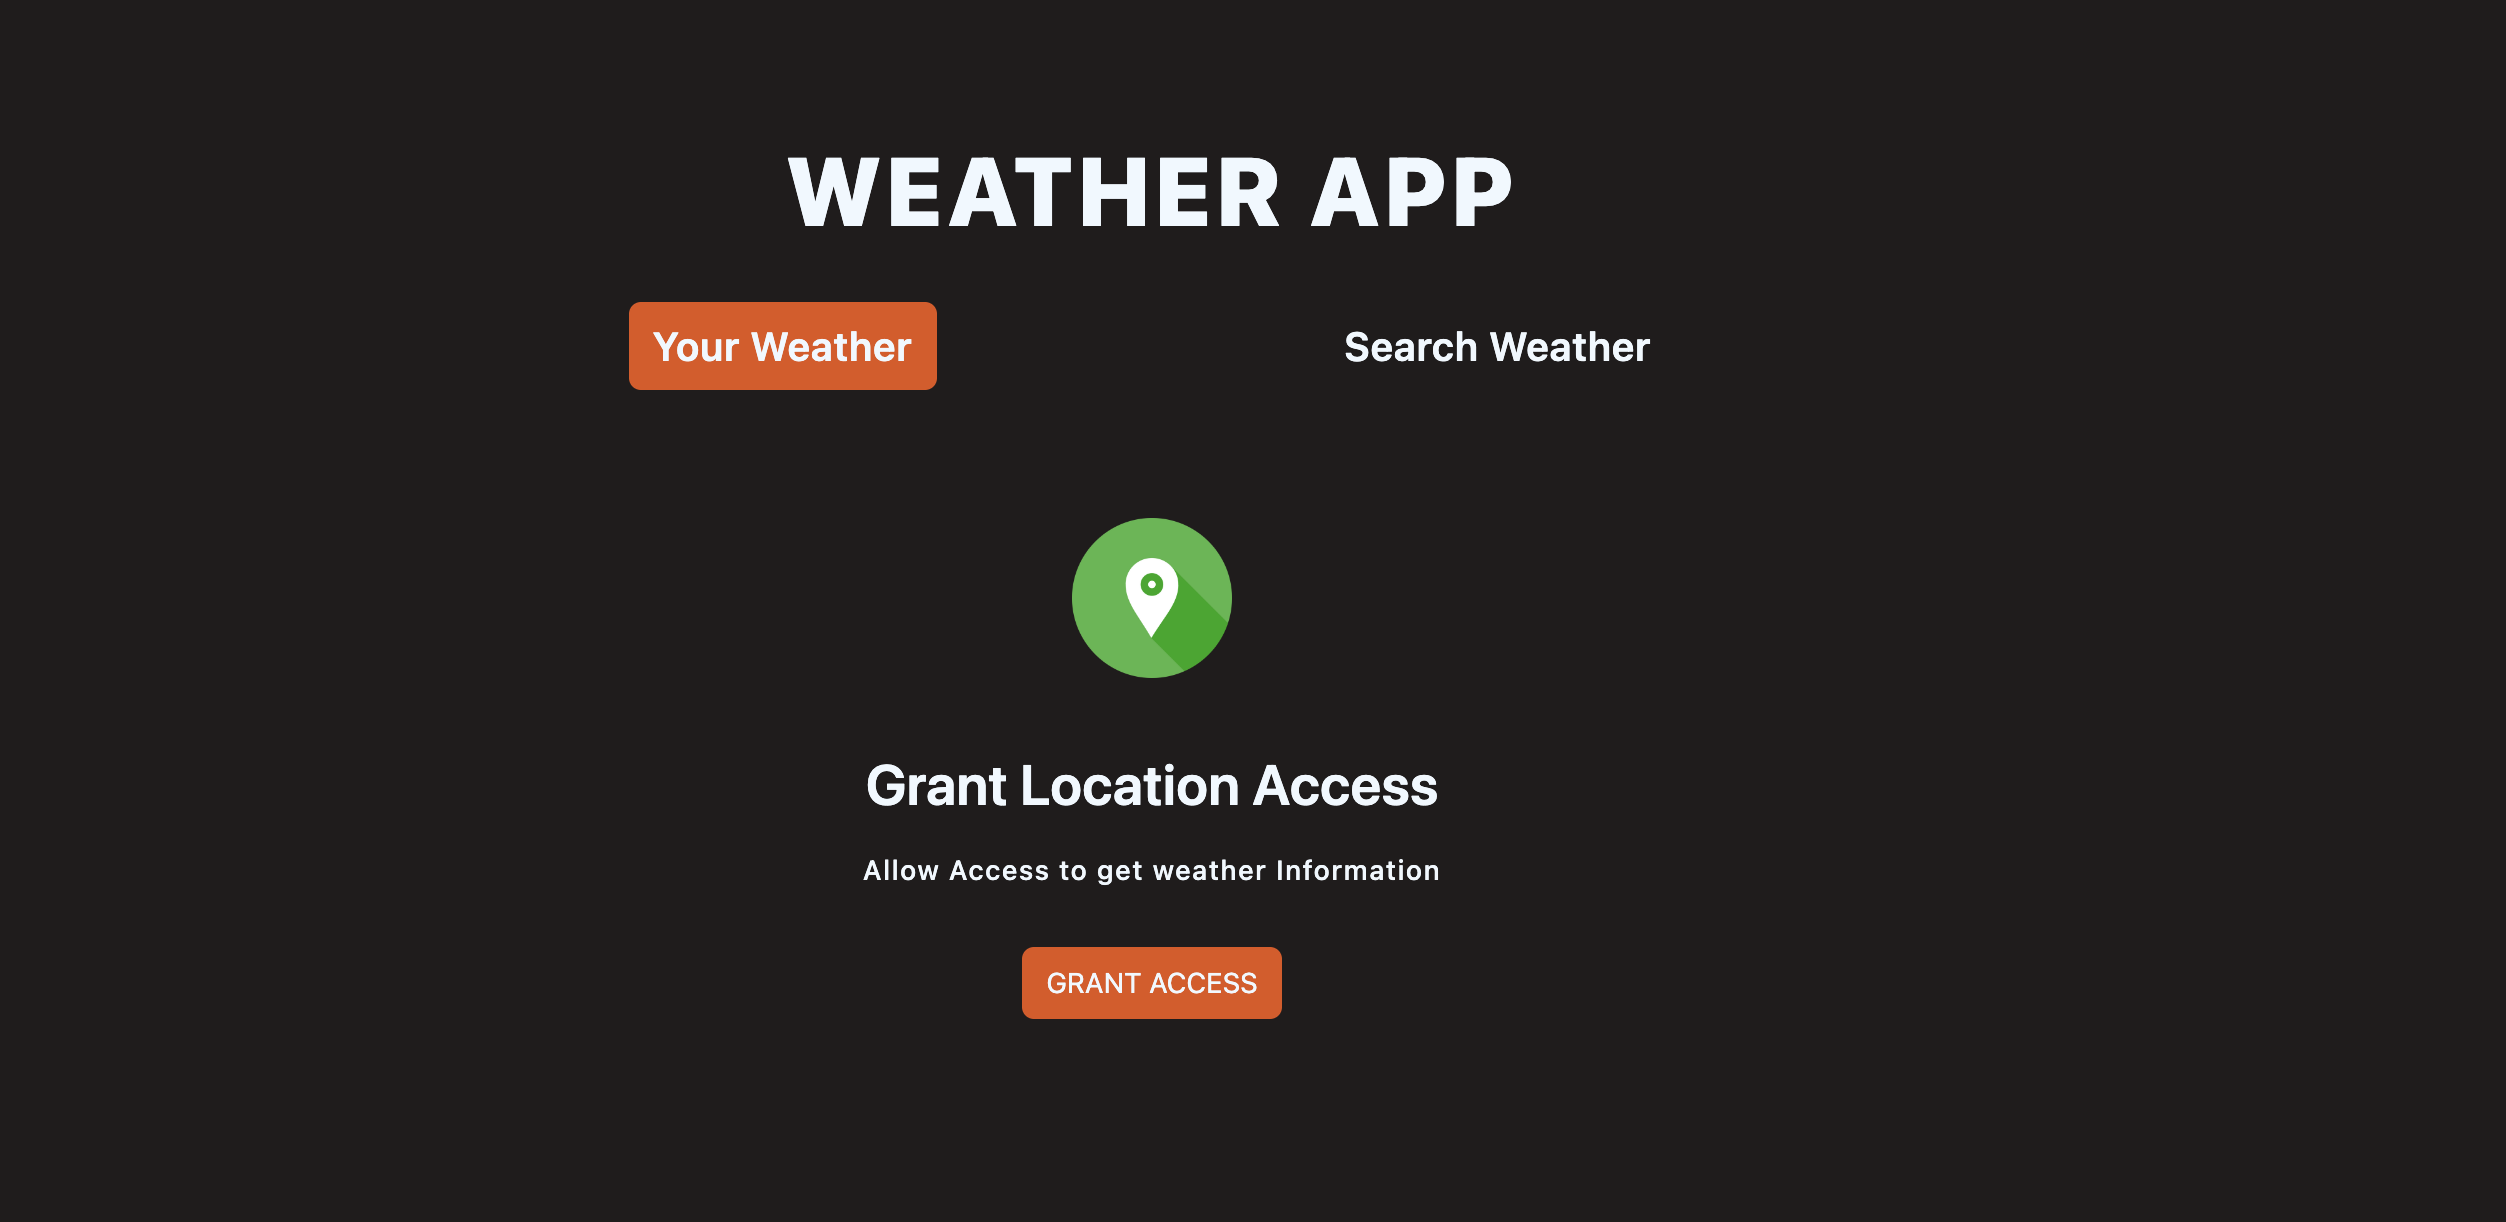 WEATHER APP
Your Weather
Search Weather
Grant Location Access
Allow Access to get weather Information
GRANT ACCESS